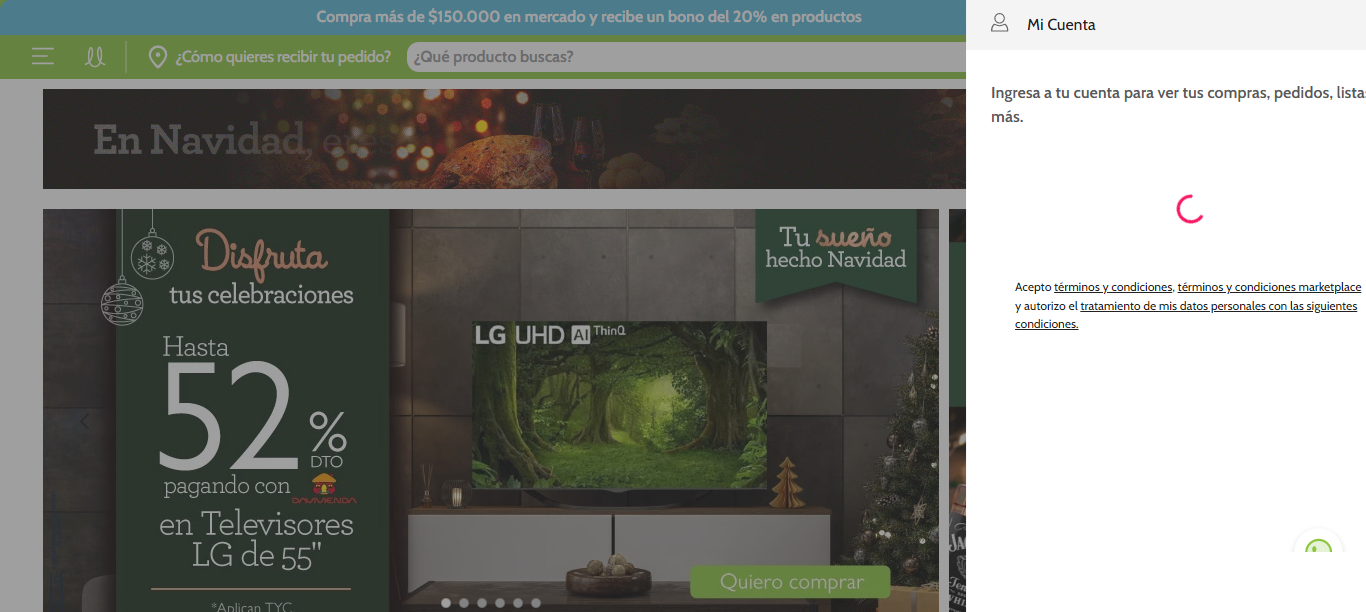 Compra más de $150.000 en mercado y recibe un bono del 20% en productos
Mi Cuenta
¿Cómo quieres recibir tu pedido?
¿Qué producto buscas?
Ingresa a tu cuenta para ver tus compras, pedidos, listas
más.
En Navidad, eres
Disfruta
tus celebraciones
Tu sueño
hecho Navidad
Acepto términos y condiciones, términos y condiciones marketplace
y autorizo el tratamiento de mis datos personales con las siguientes
condiciones.
LG UHD AI ThinQ
Hasta
52%
DTO
pagando con
DAVIVIENDA
en Televisores
LG de 55"
Quiero comprar
*Aplican TYC